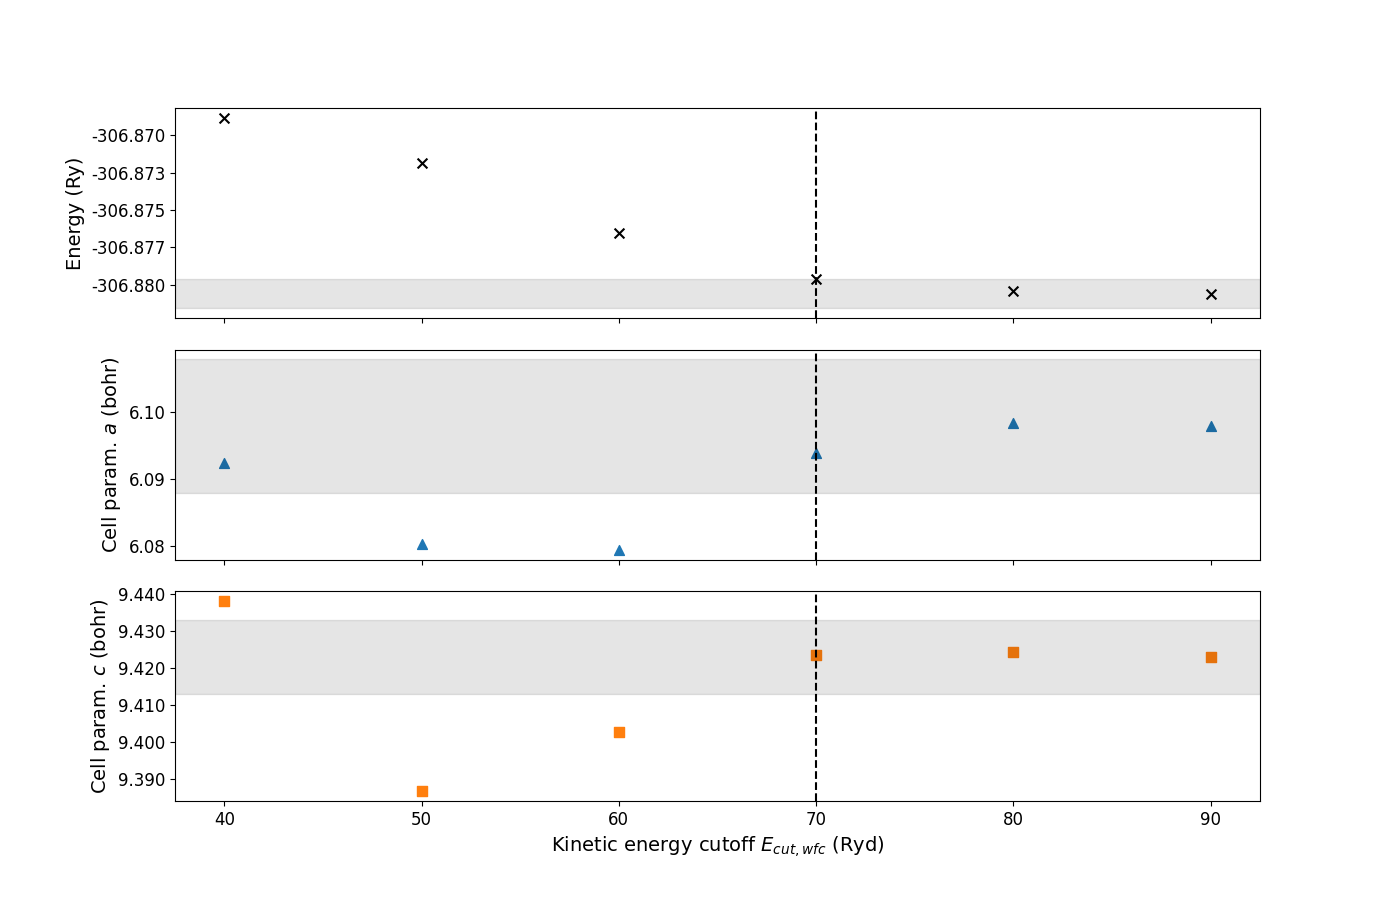 Energy (Ry)
-306.870
-306.873
-306.875
-306.877
-306.880
Cell param. a (bohr)
6.10
6.09
6.08
Cell param. c (bohr)
9.440
9.430
9.420
9.410
9.400
9.390
40 50 60 70 80 90
Kinetic energy cutoff E_{cut, wfc} (Ryd)